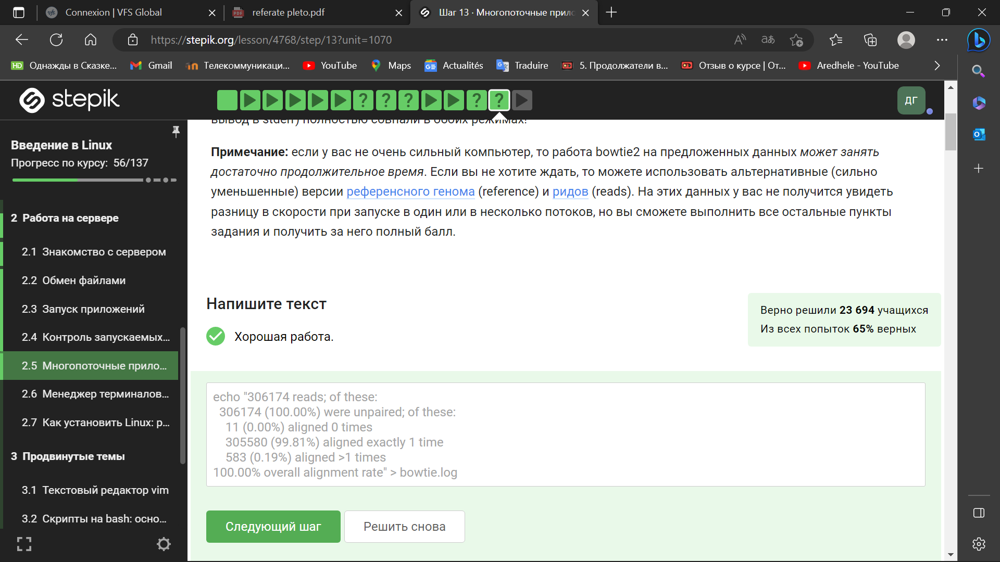 Connexion | VFS Global
referate pleto.pdf
Шаг 13 · Многопоточные прил
https://stepik.org/lesson/4768/step/13?unit=1070
Однажды в Сказке...
Gmail
Телекоммуникаци...
YouTube
Maps
Actualités
Traduire
5. Продолжатели в...
Отзыв о курсе | От...
Aredhele - YouTube
stepik
ДГ
вывод в stderr) полностью совпали в обоих режимах!
Введение в Linux
Прогресс по курсу: 56/137
2 Работа на сервере
2.1 Знакомство с сервером
2.2 Обмен файлами
2.3 Запуск приложений
2.4 Контроль запускаемых...
2.5 Многопоточные прило...
2.6 Менеджер терминалов...
2.7 Как установить Linux: р...
3 Продвинутые темы
3.1 Текстовый редактор vim
3.2 Скрипты на bash: осно...
Примечание: если у вас не очень сильный компьютер, то работа bowtie2 на предложенных данных может занять
достаточно продолжительное время. Если вы не хотите ждать, то можете использовать альтернативные (сильно
уменьшенные) версии референсного генома (reference) и ридов (reads). На этих данных у вас не получится увидеть
разницу в скорости при запуске в один или в несколько потоков, но вы сможете выполнить все остальные пункты
задания и получить за него полный балл.
Напишите текст
Хорошая работа.
Верно решили 23 694 учащихся
Из всех попыток 65% верных
echo "306174 reads; of these:
306174 (100.00%) were unpaired; of these:
11 (0.00%) aligned 0 times
305580 (99.81%) aligned exactly 1 time
583 (0.19%) aligned >1 times
100.00% overall alignment rate" > bowtie.log
Следующий шаг
Решить снова